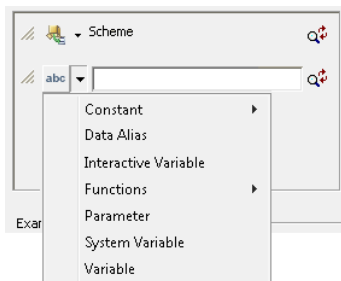 Scheme
abc
Constant
Data Alias
Interactive Variable
Functions
Parameter
System Variable
Variable
Exar